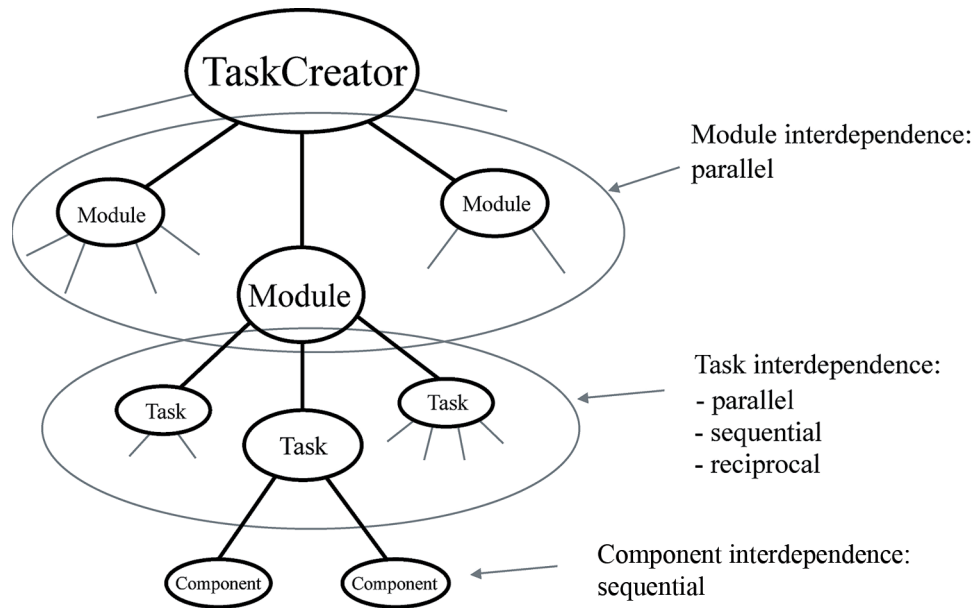 TaskCreator
Module interdependence:
parallel
Module
Module
Module
Task interdependence:
- parallel
- sequential
- reciprocal
Task
Task
Task
Component interdependence:
sequential
Component
Component